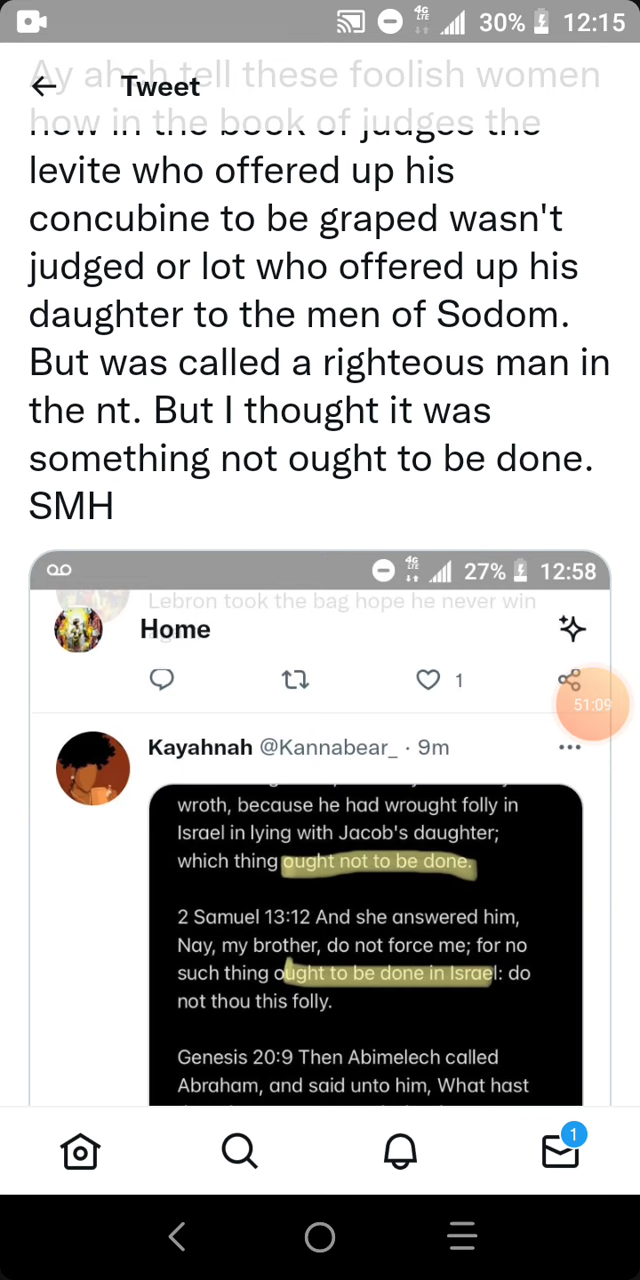 4G
LTE
30%
12:15
Ay ahch tell these foolish women
Tweet
how in the book of judges the
levite who offered up his
concubine to be graped wasn't
judged or lot who offered up his
daughter to the men of Sodom.
But was called a righteous man in
the nt. But I thought it was
something not ought to be done.
SMH
4G
LTE
27%
12:58
Lebron took the bag hope he never win
Home
1
51:09
Kayahnah @Kannabear_ · 9m
wroth, because he had wrought folly in
Israel in lying with Jacob's daughter;
which thing ought not to be done.
2 Samuel 13:12 And she answered him,
Nay, my brother, do not force me; for no
such thing ought to be done in Israel: do
not thou this folly.
Genesis 20:9 Then Abimelech called
Abraham, and said unto him, What hast
1